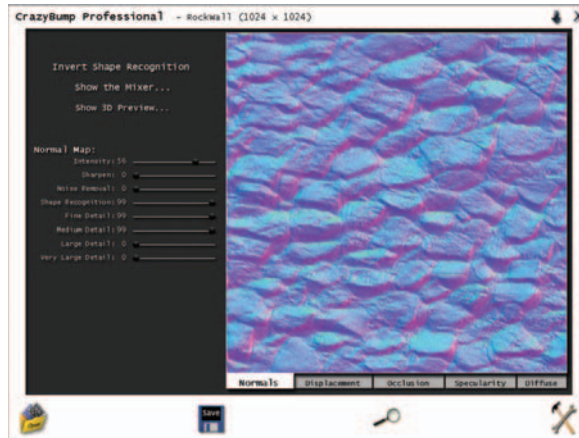 CrazyBump Professional - Rockwall (1024 x 1024)
Invert Shape Recognition
Show the Mixer...
Show 3D Preview...
Normal Map:
Intensity: 56
Sharpen: 0
Noise Removal: 0
Shape Recognition: 99
Fine Detail: 99
Medium Detail: 99
Large Detail: 0
Very Large Detail: 0
Normals Displacement Occlusion Specularity Diffuse
Open Save